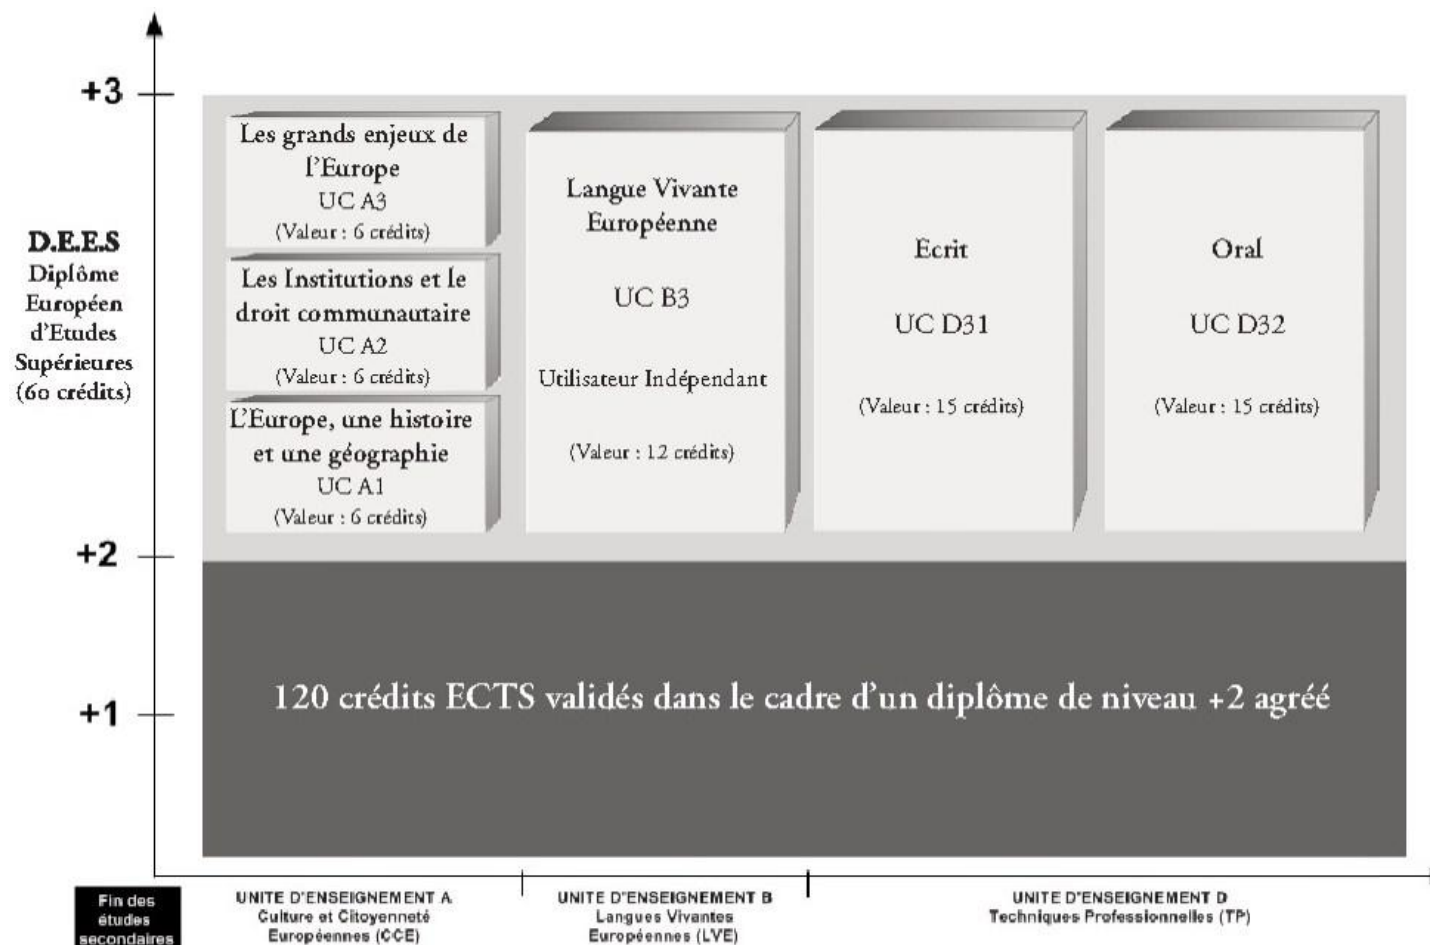 +3
D.E.E.S
Diplôme
Européen
d'Etudes
Supérieures
(60 crédits)
+2
+1
Les grands enjeux de
l'Europe
UC A3
(Valeur : 6 crédits)
Les Institutions et le
droit communautaire
UC A2
(Valeur : 6 crédits)
L'Europe, une histoire
et une géographie
UC A1
(Valeur : 6 crédits)
Langue Vivante
Européenne
UC B3
Utilisateur Indépendant
(Valeur : 12 crédits)
Ecrit
UC D31
(Valeur : 15 crédits)
Oral
UC D32
(Valeur : 15 crédits)
120 crédits ECTS validés dans le cadre d'un diplôme de niveau +2 agréé
Fin des
études
secondaires
UNITE D'ENSEIGNEMENT A
Culture et Citoyenneté
Européennes (CCE)
UNITE D'ENSEIGNEMENT B
Langues Vivantes
Européennes (LVE)
UNITE D'ENSEIGNEMENT D
Techniques Professionnelles (TP)